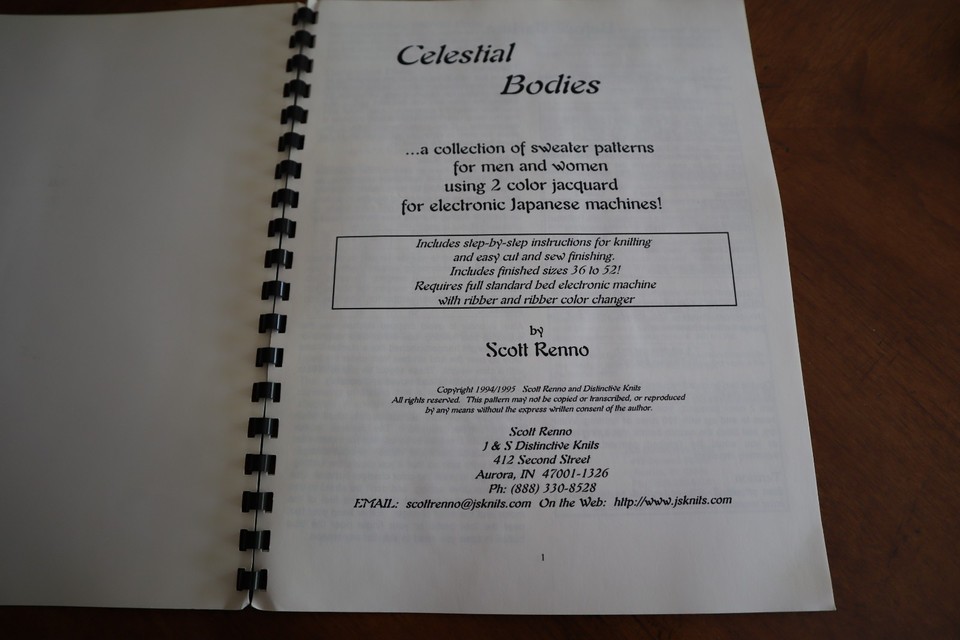 Celestial
Bodies
...a collection of sweater patterns
for men and women
using 2 color jacquard
for electronic Japanese machines!
Includes step-by-step instructions for knitting
and easy cut and sew finishing.
Includes finished sizes 36 to 52!
Requires full standard bed electronic machine
with ribber and ribber color changer
by
Scott Renno
Copyright 1994/1995 Scott Renno and Distinctive Knits
All rights reserved. This pattern may not be copied or transcribed, or reproduced
by any means without the express written consent of the author.
Scott Renno
J & S Distinctive Knits
412 Second Street
Aurora, IN 47001-1326
Ph: (888) 330-8528
EMAIL: scottrenno@jsknits.com On the Web: http://www.jsknits.com
1